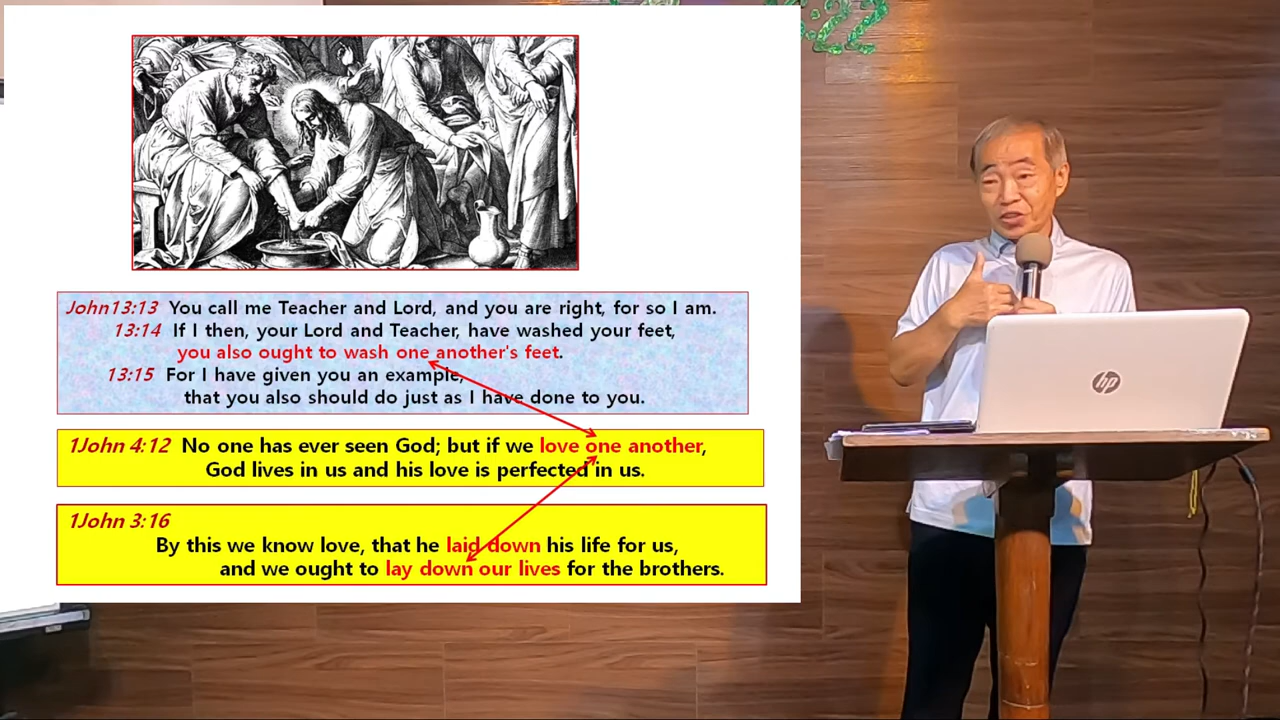 22
John13:13 You call me Teacher and Lord, and you are right, for so I am.
13:14 If I then, your Lord and Teacher, have washed your feet,
you also ought to wash one another's feet.
13:15 For I have given you an example,
that you also should do just as I have done to you.
1John 4:12 No one has ever seen God; but if we love one another,
God lives in us and his love is perfected in us.
1John 3:16
By this we know love, that he laid down his life for us,
and we ought to lay down our lives for the brothers.
hp